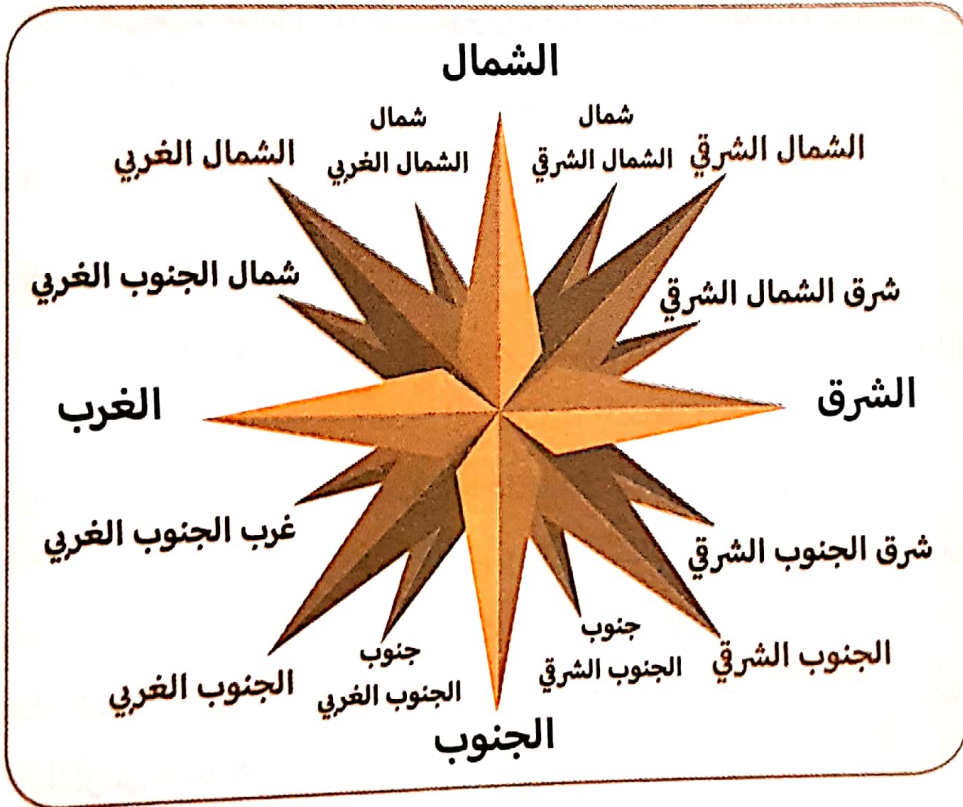 الشمال
شمال
الشمال الشرقي
شمال
الشمال الغربي
الشمال الشرقي
الشمال الغربي
شرق الشمال الشرقي
شمال الجنوب الغربي
الشرق
الغرب
شرق الجنوب الشرقي
غرب الجنوب الغربي
الجنوب الشرقي
جنوب
الجنوب الشرقي
جنوب
الجنوب الغربي
الجنوب الغربي
الجنوب